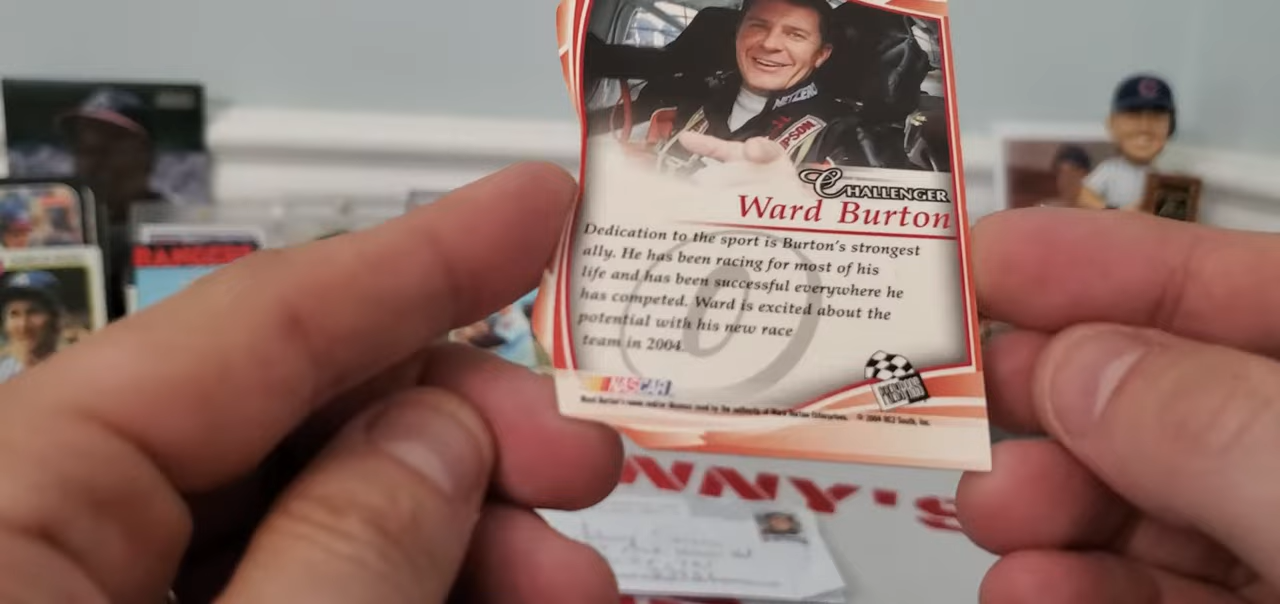 NETZERO
CHALLENGER
Ward Burton
Dedication to the sport is Burton's strongest
ally. He has been racing for most of his
life and has been successful everywhere he
has competed. Ward is excited about the
potential with his new race
team in 2004.
0
NASCAR
PRESS PASS
Ward Burton's name and/or likeness used by the authority of Ward Burton Enterprises. © 2004 RC2 South, Inc.
RANGERS
NNY'S